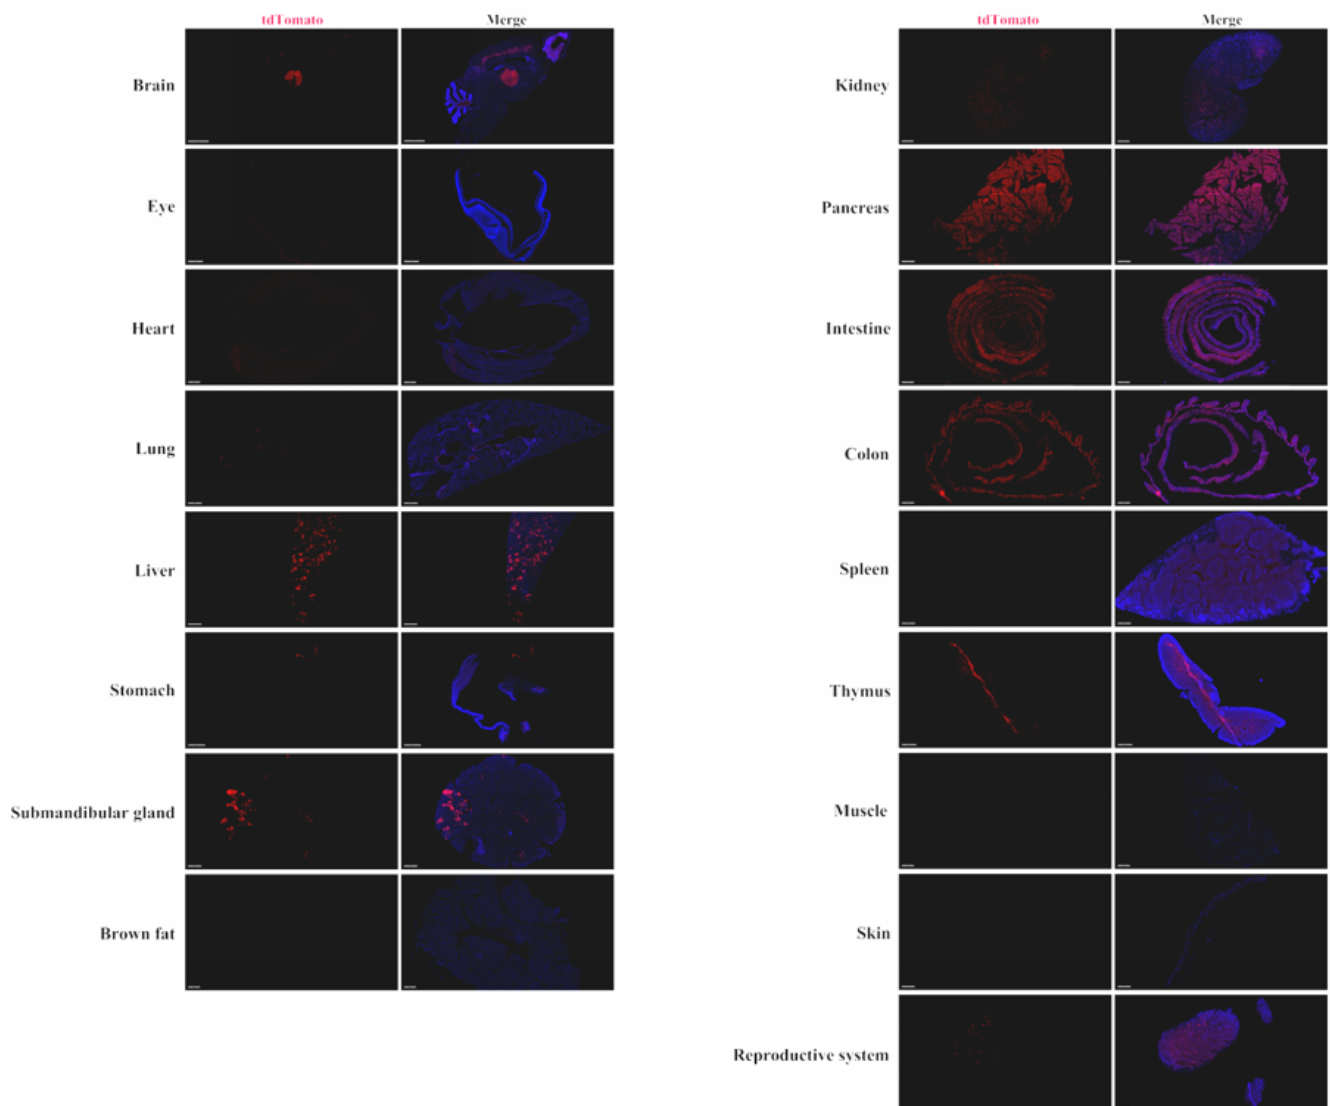 tdTomato Merge
Brain
Eye
Heart
Lung
Liver
Stomach
Submandibular gland
Brown fat
tdTomato Merge
Kidney
Pancreas
Intestine
Colon
Spleen
Thymus
Muscle
Skin
Reproductive system